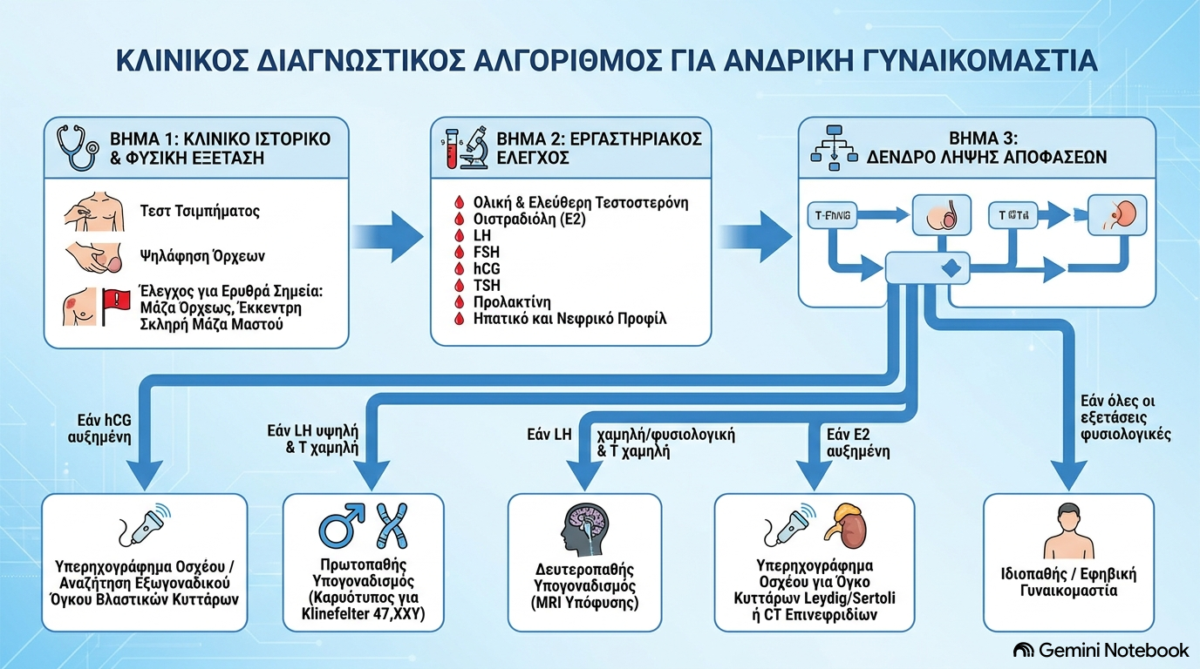 ΚΛΙΝΙΚΟΣ ΔΙΑΓΝΩΣΤΙΚΟΣ ΑΛΓΟΡΙΘΜΟΣ ΓΙΑ ΑΝΔΡΙΚΗ ΓΥΝΑΙΚΟΜΑΣΤΙΑ
ΒΗΜΑ 1: ΚΛΙΝΙΚΟ ΙΣΤΟΡΙΚΟ
& ΦΥΣΙΚΗ ΕΞΕΤΑΣΗ
Τεστ Τσιμπήματος
Ψηλάφηση Όρχεων
Έλεγχος για Ερυθρά Σημεία:
Μάζα Όρχεως, Έκκεντρη
Σκληρή Μάζα Μαστού
ΒΗΜΑ 2: ΕΡΓΑΣΤΗΡΙΑΚΟΣ
ΕΛΕΓΧΟΣ
Ολική & Ελεύθερη Τεστοστερόνη
Οιστραδιόλη (E2)
LH
FSH
hCG
TSH
Προλακτίνη
Ηπατικό και Νεφρικό Προφίλ
ΒΗΜΑ 3:
ΔΕΝΔΡΟ ΛΗΨΗΣ ΑΠΟΦΑΣΕΩΝ
Εάν hCG
αυξημένη
Εάν LH υψηλή
& T χαμηλή
Εάν LH χαμηλή/φυσιολογική
& T χαμηλή
Εάν E2
αυξημένη
Εάν όλες οι
εξετάσεις
φυσιολογικές
Υπερηχογράφημα Οσχέου /
Αναζήτηση Εξωγοναδικού
Όγκου Βλαστικών Κυττάρων
Πρωτοπαθής
Υπογοναδισμός
(Καρυότυπος για
Klinefelter 47,XXY)
Δευτεροπαθής
Υπογοναδισμός
(MRI Υπόφυσης)
Υπερηχογράφημα
Οσχέου για Όγκο
Κυττάρων Leydig/Sertoli
ή CT Επινεφριδίων
Ιδιοπαθής / Εφηβική
Γυναικομαστία
Gemini Notebook